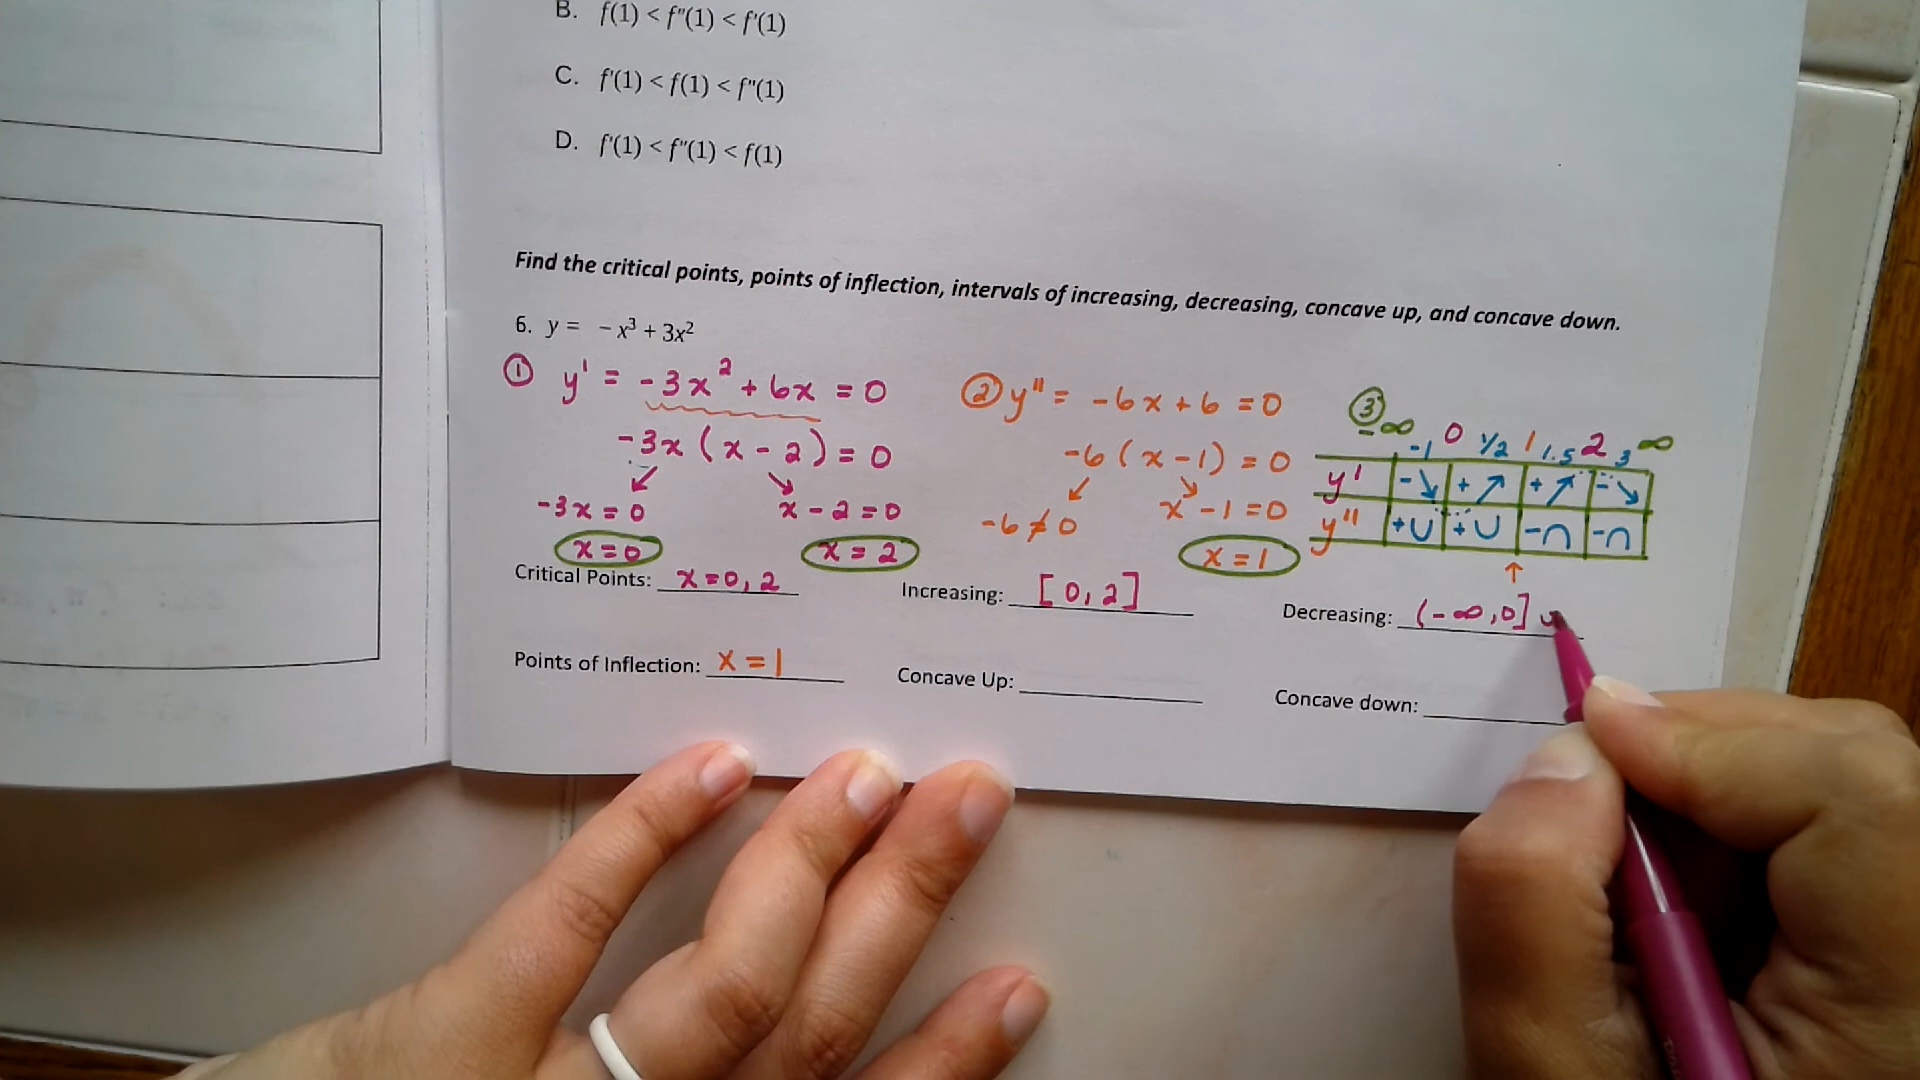 B. f(1) < f"(1) < f'(1)
C. f'(1) < f(1) < f"(1)
D. f'(1) < f"(1) < f(1)
Find the critical points, points of inflection, intervals of increasing, decreasing, concave up, and concave down.
6. y = - x³ + 3x²
① y' = -3x² + 6x = 0
-3x (x - 2) = 0
-3x = 0 x - 2 = 0
x = 0 x = 2
② y" = -6x + 6 = 0
-6 (x - 1) = 0
-6 ≠ 0 x - 1 = 0
x = 1
③
-∞ -1 0 1/2 1 1.5 2 3 ∞
y' - ↘ + ↗ + ↗ - ↘
y" + ∪ + ∪ - ∩ - ∩
↑
Critical Points: x = 0, 2 Increasing: [0, 2] Decreasing: (-∞, 0] ∪
Points of Inflection: x = 1 Concave Up: Concave down: